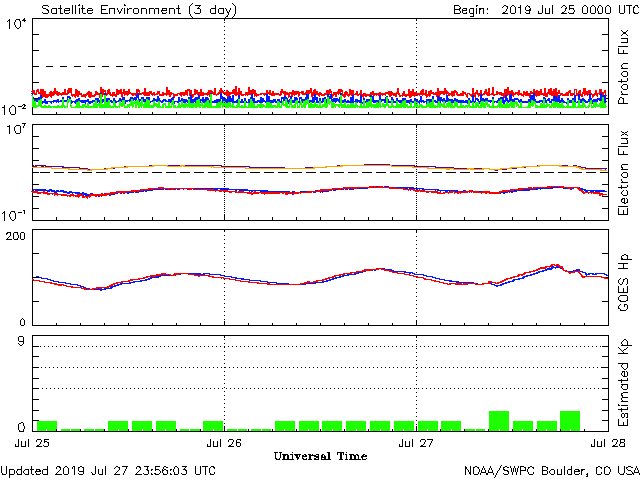 Satellite Environment (3 day)
Begin: 2019 Jul 25 0000 UTC
10⁴
10⁻²
Proton Flux
10⁷
10⁻¹
Electron Flux
200
0
GOES Hp
9
0
Estimated Kp
Jul 25 Jul 26 Jul 27 Jul 28
Universal Time
Updated 2019 Jul 27 23:56:03 UTC
NOAA/SWPC Boulder, CO USA